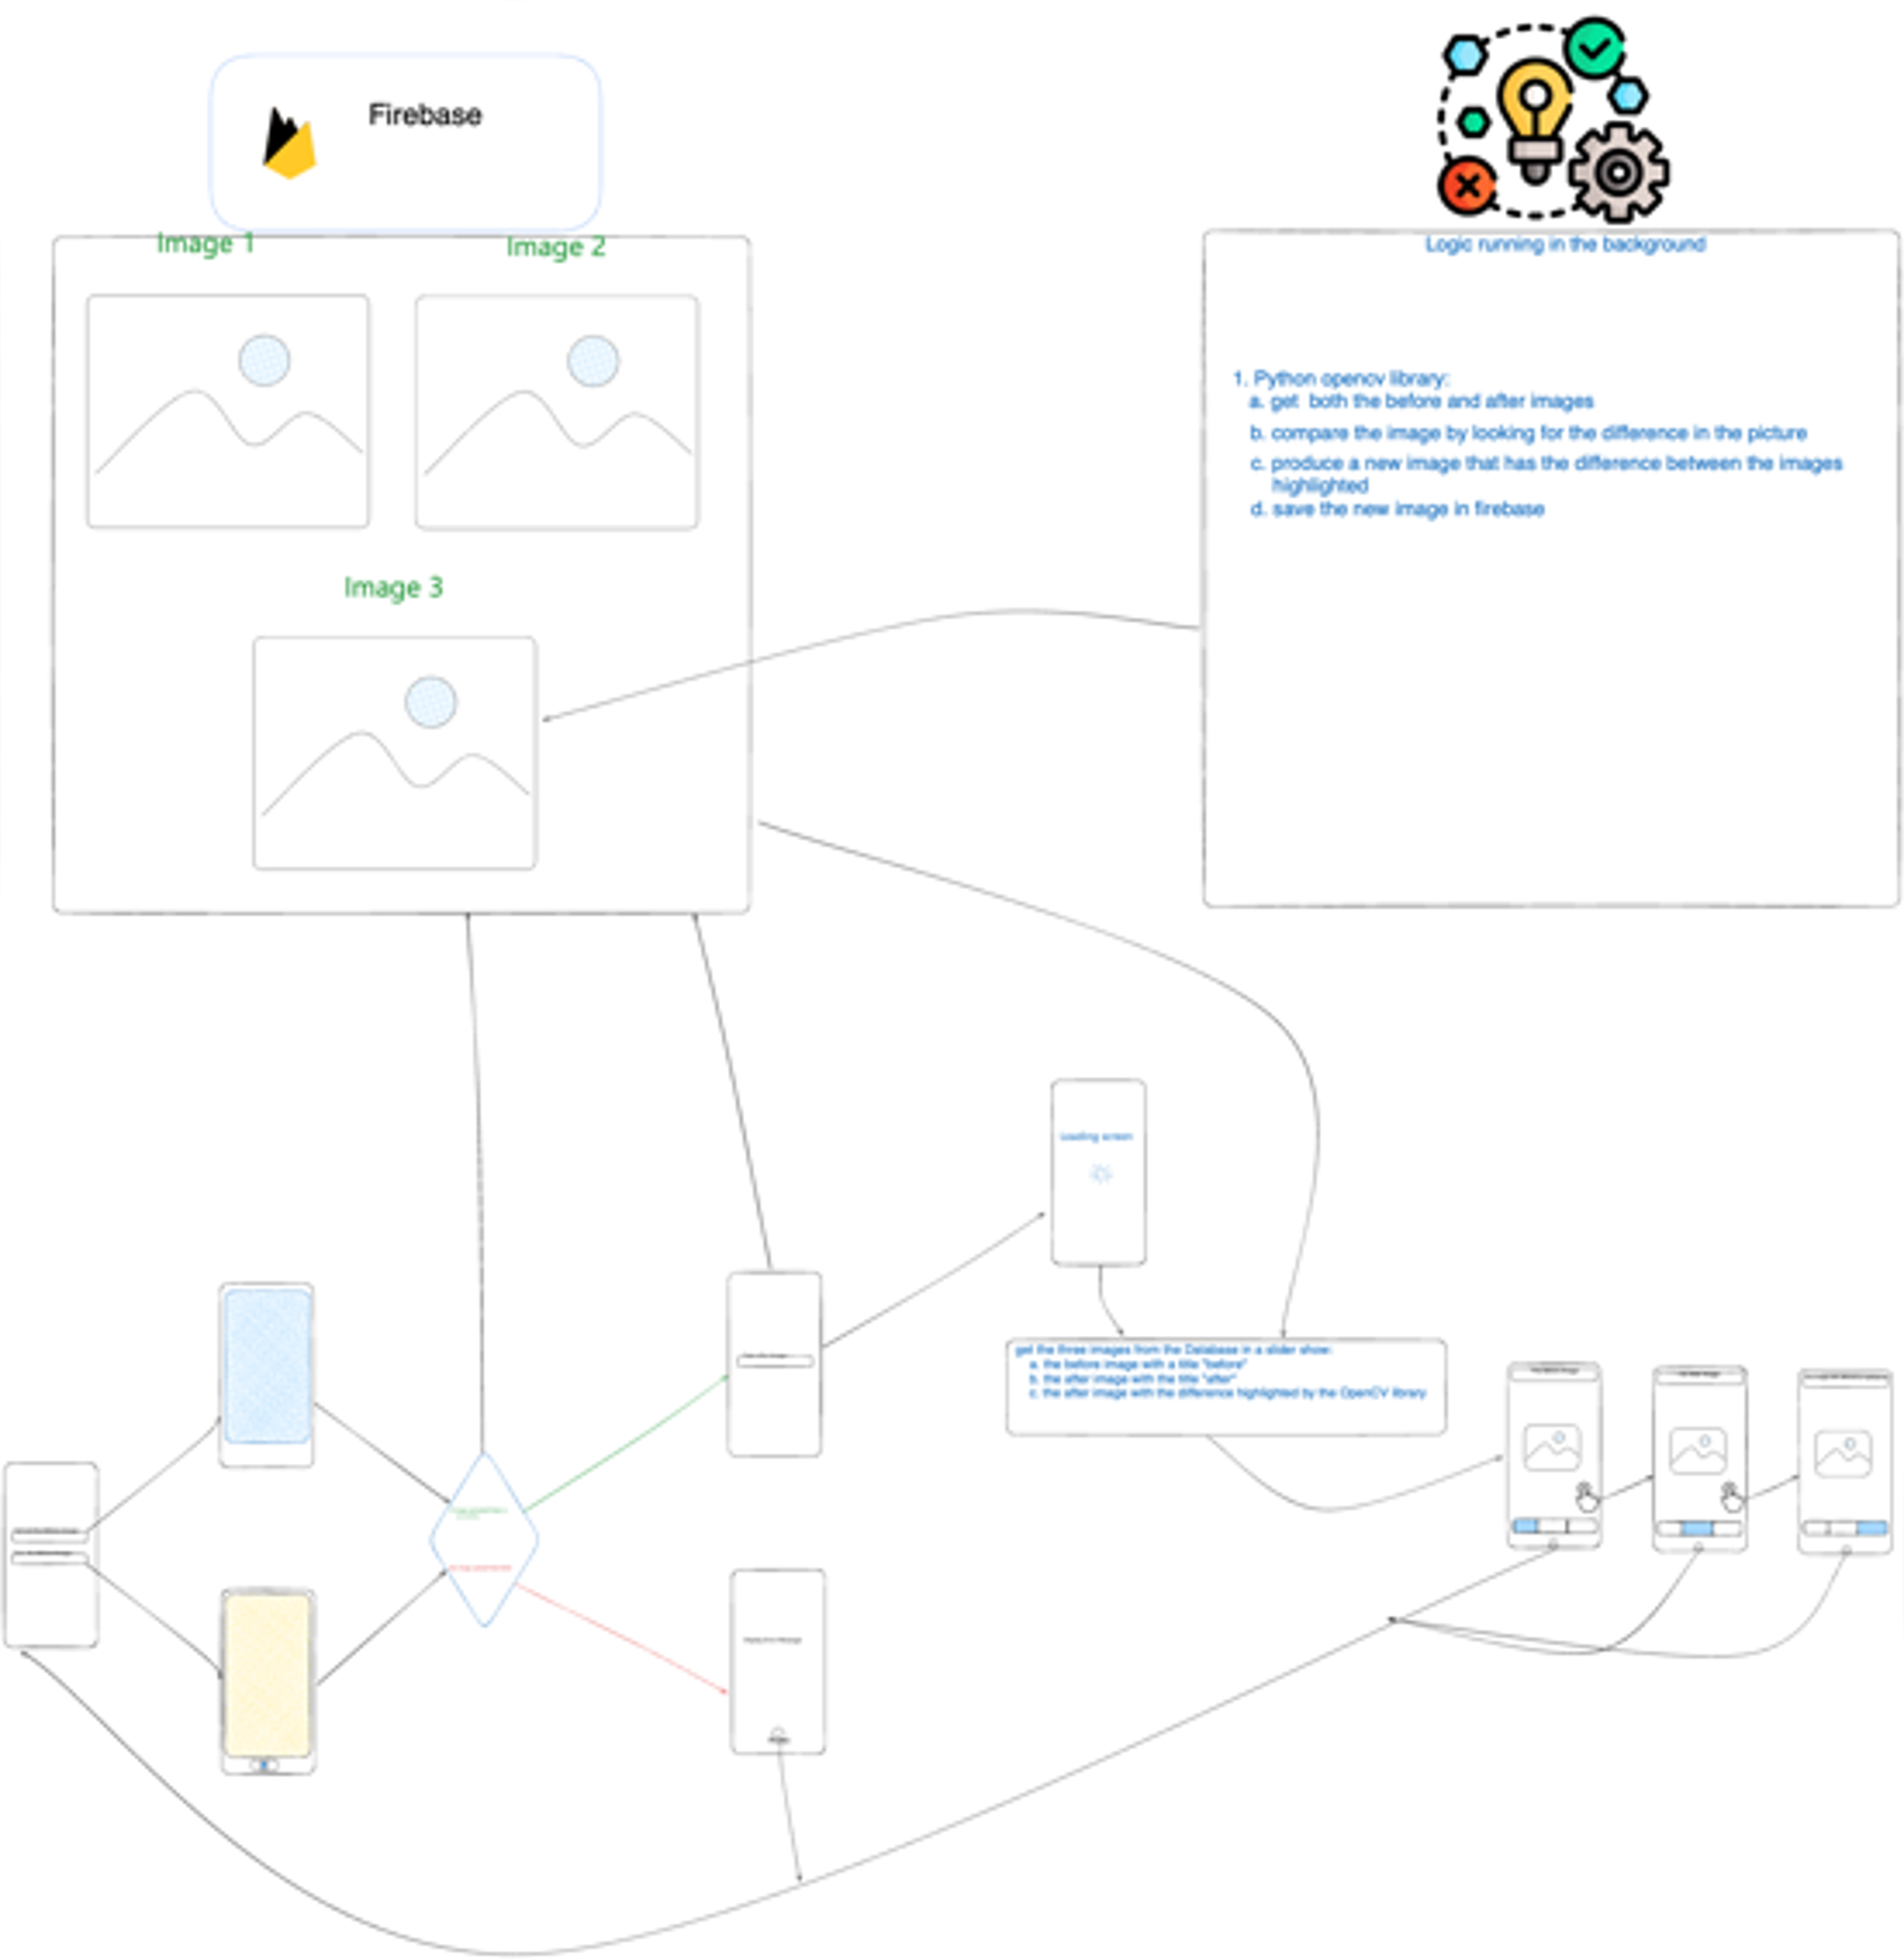 Firebase
Image 1
Image 2
Image 3
Logic running in the background
1. Python opencv library:
a. get both the before and after images
b. compare the image by looking for the difference in the picture
c. produce a new image that has the difference between the images
highlighted
d. save the new image in firebase
Loading screen
get the three images from the Database in a slider show:
a. the before image with a title "before"
b. the after image with the title "after"
c. the after image with the difference highlighted by the OpenCV library